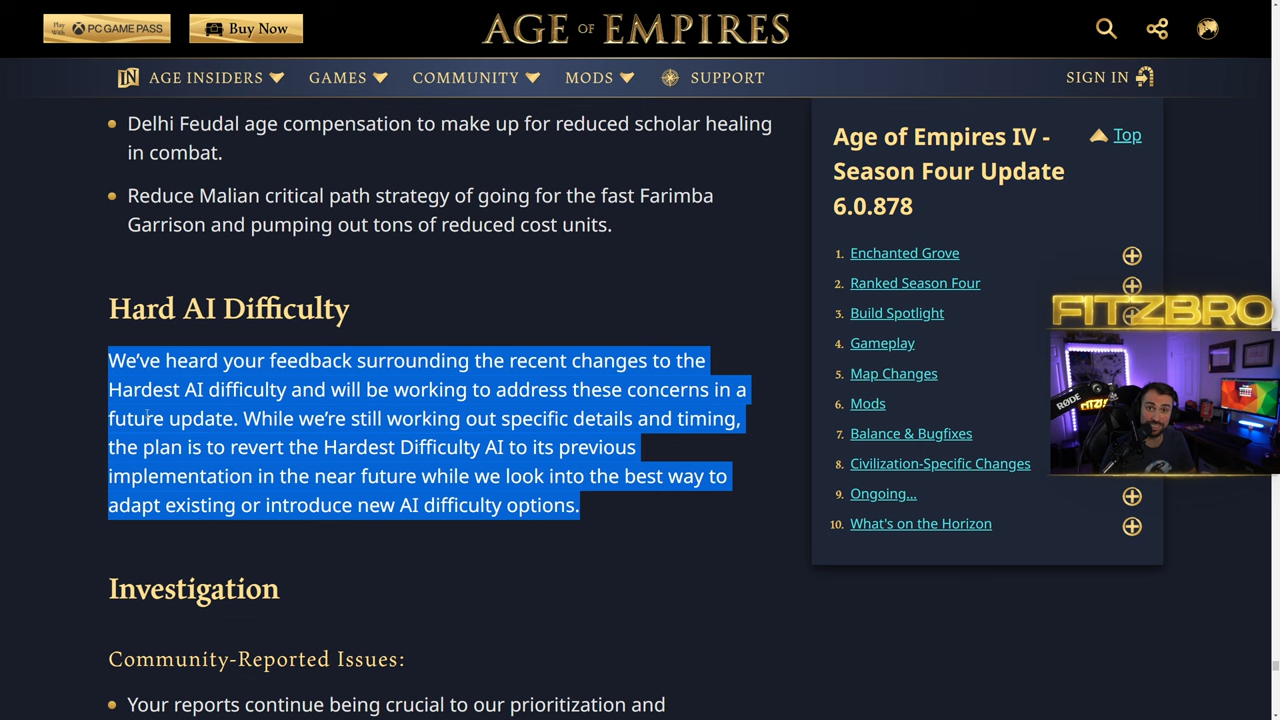 Play With
PC GAME PASS
Buy Now
AGE OF EMPIRES
IN AGE INSIDERS
GAMES
COMMUNITY
MODS
SUPPORT
SIGN IN
Delhi Feudal age compensation to make up for reduced scholar healing
in combat.
Reduce Malian critical path strategy of going for the fast Farimba
Garrison and pumping out tons of reduced cost units.
Hard AI Difficulty
We’ve heard your feedback surrounding the recent changes to the
Hardest AI difficulty and will be working to address these concerns in a
future update. While we’re still working out specific details and timing,
the plan is to revert the Hardest Difficulty AI to its previous
implementation in the near future while we look into the best way to
adapt existing or introduce new AI difficulty options.
Investigation
Community-Reported Issues:
Your reports continue being crucial to our prioritization and
Age of Empires IV -
Season Four Update
6.0.878
Top
1. Enchanted Grove
2. Ranked Season Four
3. Build Spotlight
4. Gameplay
5. Map Changes
6. Mods
7. Balance & Bugfixes
8. Civilization-Specific Changes
9. Ongoing...
10. What's on the Horizon
FITZBRO
RØDE